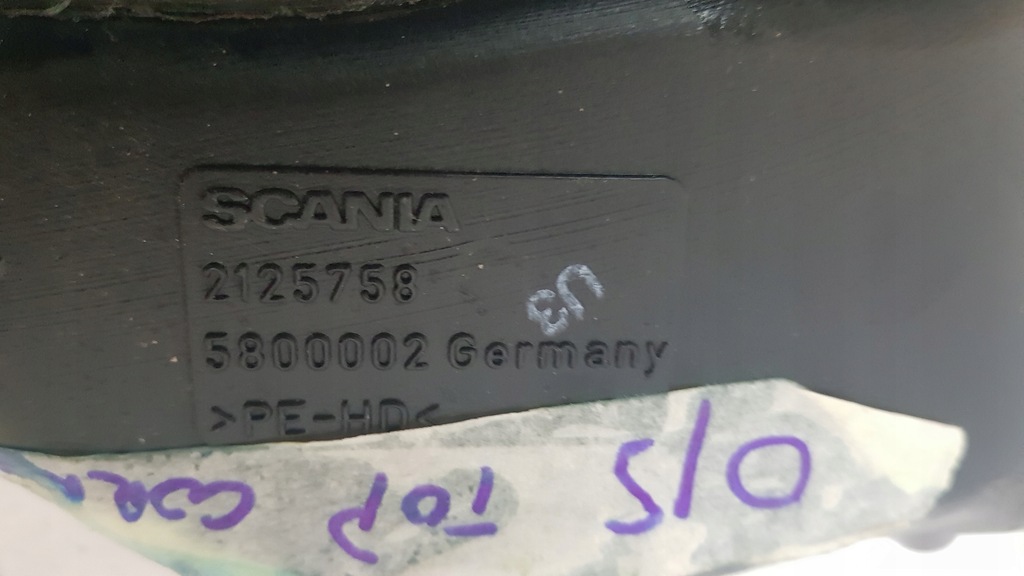 SCANIA
2125758
5800002 Germany
>PE-HD<
O/S TOP